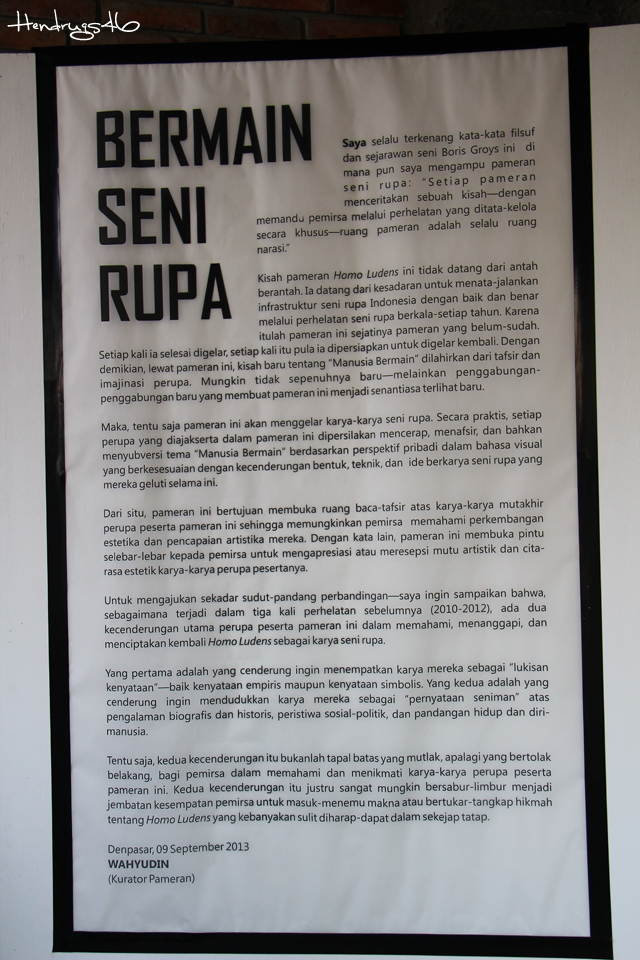 Hendrugs46
BERMAIN
SENI
RUPA
Saya selalu terkenang kata-kata filsuf
dan sejarawan seni Boris Groys ini di
mana pun saya mengampu pameran
seni rupa: “Setiap pameran
menceritakan sebuah kisah—dengan
memandu pemirsa melalui perhelatan yang ditata-kelola
secara khusus—ruang pameran adalah selalu ruang
narasi.”
Kisah pameran Homo Ludens ini tidak datang dari antah
berantah. Ia datang dari kesadaran untuk menata-jalankan
infrastruktur seni rupa Indonesia dengan baik dan benar
melalui perhelatan seni rupa berkala-setiap tahun. Karena
itulah pameran ini sejatinya pameran yang belum-sudah.
Setiap kali ia selesai digelar, setiap kali itu pula ia dipersiapkan untuk digelar kembali. Dengan
demikian, lewat pameran ini, kisah baru tentang “Manusia Bermain” dilahirkan dari tafsir dan
imajinasi perupa. Mungkin tidak sepenuhnya baru—melainkan penggabungan-
penggabungan baru yang membuat pameran ini menjadi senantiasa terlihat baru.
Maka, tentu saja pameran ini akan menggelar karya-karya seni rupa. Secara praktis, setiap
perupa yang diajakserta dalam pameran ini dipersilakan mencerap, menafsir, dan bahkan
menyubversi tema “Manusia Bermain” berdasarkan perspektif pribadi dalam bahasa visual
yang berkesesuaian dengan kecenderungan bentuk, teknik, dan ide berkarya seni rupa yang
mereka geluti selama ini.
Dari situ, pameran ini bertujuan membuka ruang baca-tafsir atas karya-karya mutakhir
perupa peserta pameran ini sehingga memungkinkan pemirsa memahami perkembangan
estetika dan pencapaian artistika mereka. Dengan kata lain, pameran ini membuka pintu
selebar-lebar kepada pemirsa untuk mengapresiasi atau meresepsi mutu artistik dan cita-
rasa estetik karya-karya perupa pesertanya.
Untuk mengajukan sekadar sudut-pandang perbandingan—saya ingin sampaikan bahwa,
sebagaimana terjadi dalam tiga kali perhelatan sebelumnya (2010-2012), ada dua
kecenderungan utama perupa peserta pameran ini dalam memahami, menanggapi, dan
menciptakan kembali Homo Ludens sebagai karya seni rupa.
Yang pertama adalah yang cenderung ingin menempatkan karya mereka sebagai “lukisan
kenyataan”—baik kenyataan empiris maupun kenyataan simbolis. Yang kedua adalah yang
cenderung ingin mendudukkan karya mereka sebagai “pernyataan seniman” atas
pengalaman biografis dan historis, peristiwa sosial-politik, dan pandangan hidup dan diri-
manusia.
Tentu saja, kedua kecenderungan itu bukanlah tapal batas yang mutlak, apalagi yang bertolak
belakang, bagi pemirsa dalam memahami dan menikmati karya-karya perupa peserta
pameran ini. Kedua kecenderungan itu justru sangat mungkin bersabur-limbur menjadi
jembatan kesempatan pemirsa untuk masuk-menemu makna atau bertukar-tangkap hikmah
tentang Homo Ludens yang kebanyakan sulit diharap-dapat dalam sekejap tatap.
Denpasar, 09 September 2013
WAHYUDIN
(Kurator Pameran)